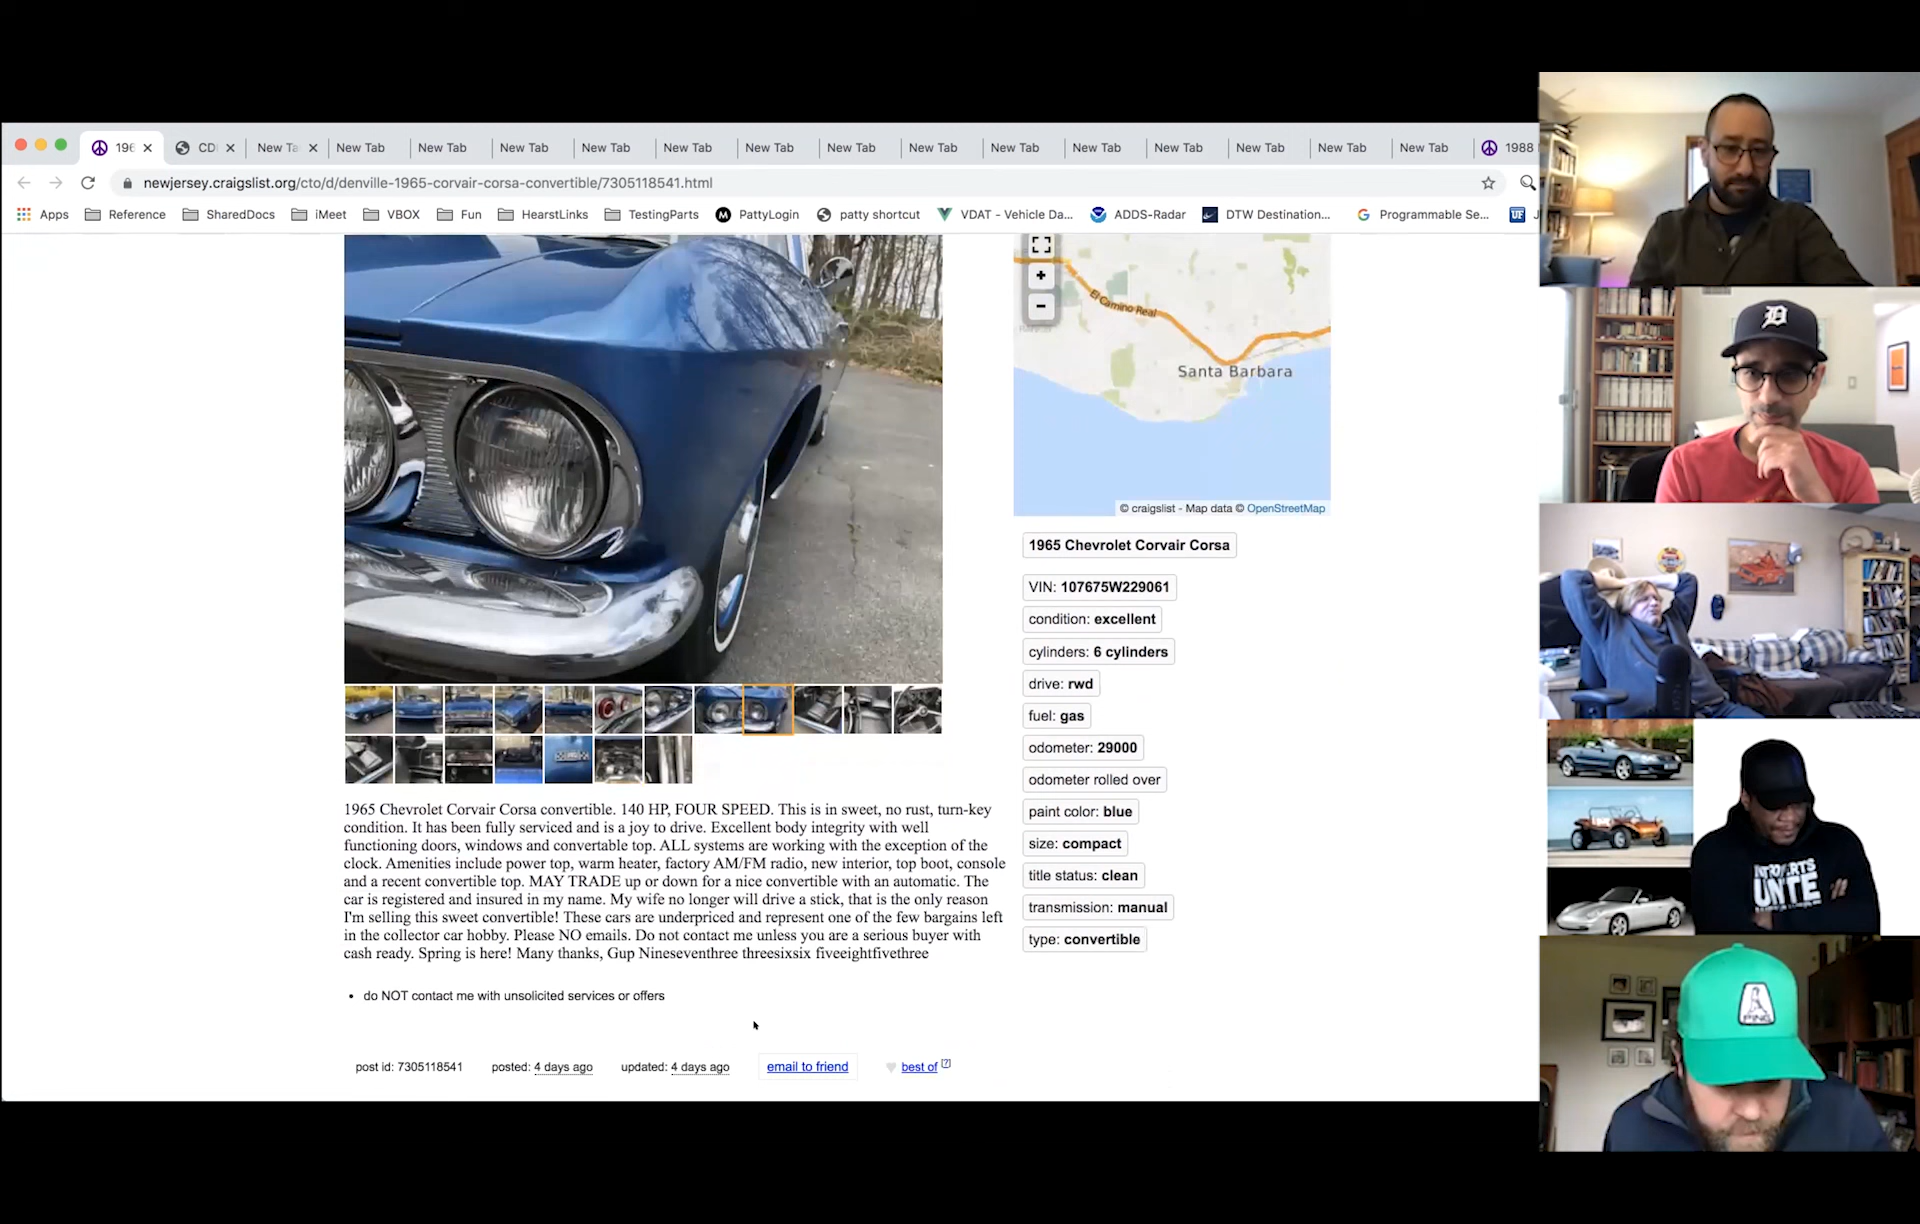 196
CD
New Ta
New Tab
New Tab
New Tab
New Tab
New Tab
New Tab
New Tab
New Tab
New Tab
New Tab
New Tab
New Tab
New Tab
New Tab
1988
newjersey.craigslist.org/cto/d/denville-1965-corvair-corsa-convertible/7305118541.html
Apps
Reference
SharedDocs
iMeet
VBOX
Fun
HearstLinks
TestingParts
PattyLogin
patty shortcut
VDAT - Vehicle Da...
ADDS-Radar
DTW Destination...
Programmable Se...
UF
J
+
−
El Camino Real
Santa Barbara
© craigslist - Map data © OpenStreetMap
1965 Chevrolet Corvair Corsa
VIN: 107675W229061
condition: excellent
cylinders: 6 cylinders
drive: rwd
fuel: gas
odometer: 29000
odometer rolled over
paint color: blue
size: compact
title status: clean
transmission: manual
type: convertible
1965 Chevrolet Corvair Corsa convertible. 140 HP, FOUR SPEED. This is in sweet, no rust, turn-key
condition. It has been fully serviced and is a joy to drive. Excellent body integrity with well
functioning doors, windows and convertable top. ALL systems are working with the exception of the
clock. Amenities include power top, warm heater, factory AM/FM radio, new interior, top boot, console
and a recent convertible top. MAY TRADE up or down for a nice convertible with an automatic. The
car is registered and insured in my name. My wife no longer will drive a stick, that is the only reason
I'm selling this sweet convertible! These cars are underpriced and represent one of the few bargains left
in the collector car hobby. Please NO emails. Do not contact me unless you are a serious buyer with
cash ready. Spring is here! Many thanks, Gup Nineseventhree threesixsix fiveeightfivethree
do NOT contact me with unsolicited services or offers
post id: 7305118541
posted: 4 days ago
updated: 4 days ago
email to friend
best of [?]
D
UNITE
PING